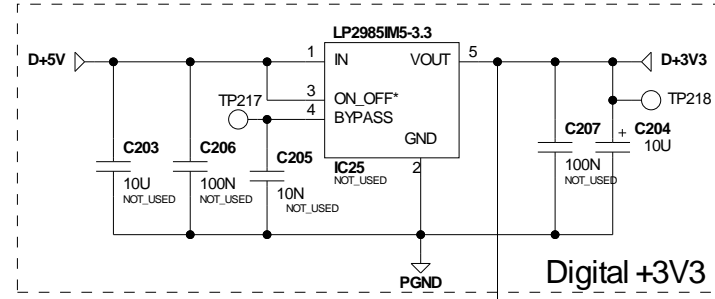 LP2985IM5-3.3
D+5V
1
IN
VOUT
5
D+3V3
3
ON_OFF*
TP217
4
BYPASS
TP218
GND
C203
C206
C205
C207
+
C204
10U
NOT_USED
100N
NOT_USED
10N
NOT_USED
IC25
NOT_USED
2
100N
NOT_USED
10U
PGND
Digital +3V3